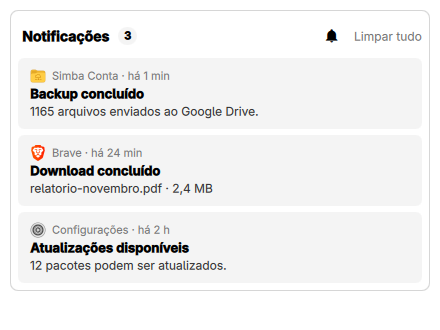 Notificações 3 Limpar tudo
Simba Conta · há 1 min
Backup concluído
1165 arquivos enviados ao Google Drive.
Brave · há 24 min
Download concluído
relatorio-novembro.pdf · 2,4 MB
Configurações · há 2 h
Atualizações disponíveis
12 pacotes podem ser atualizados.